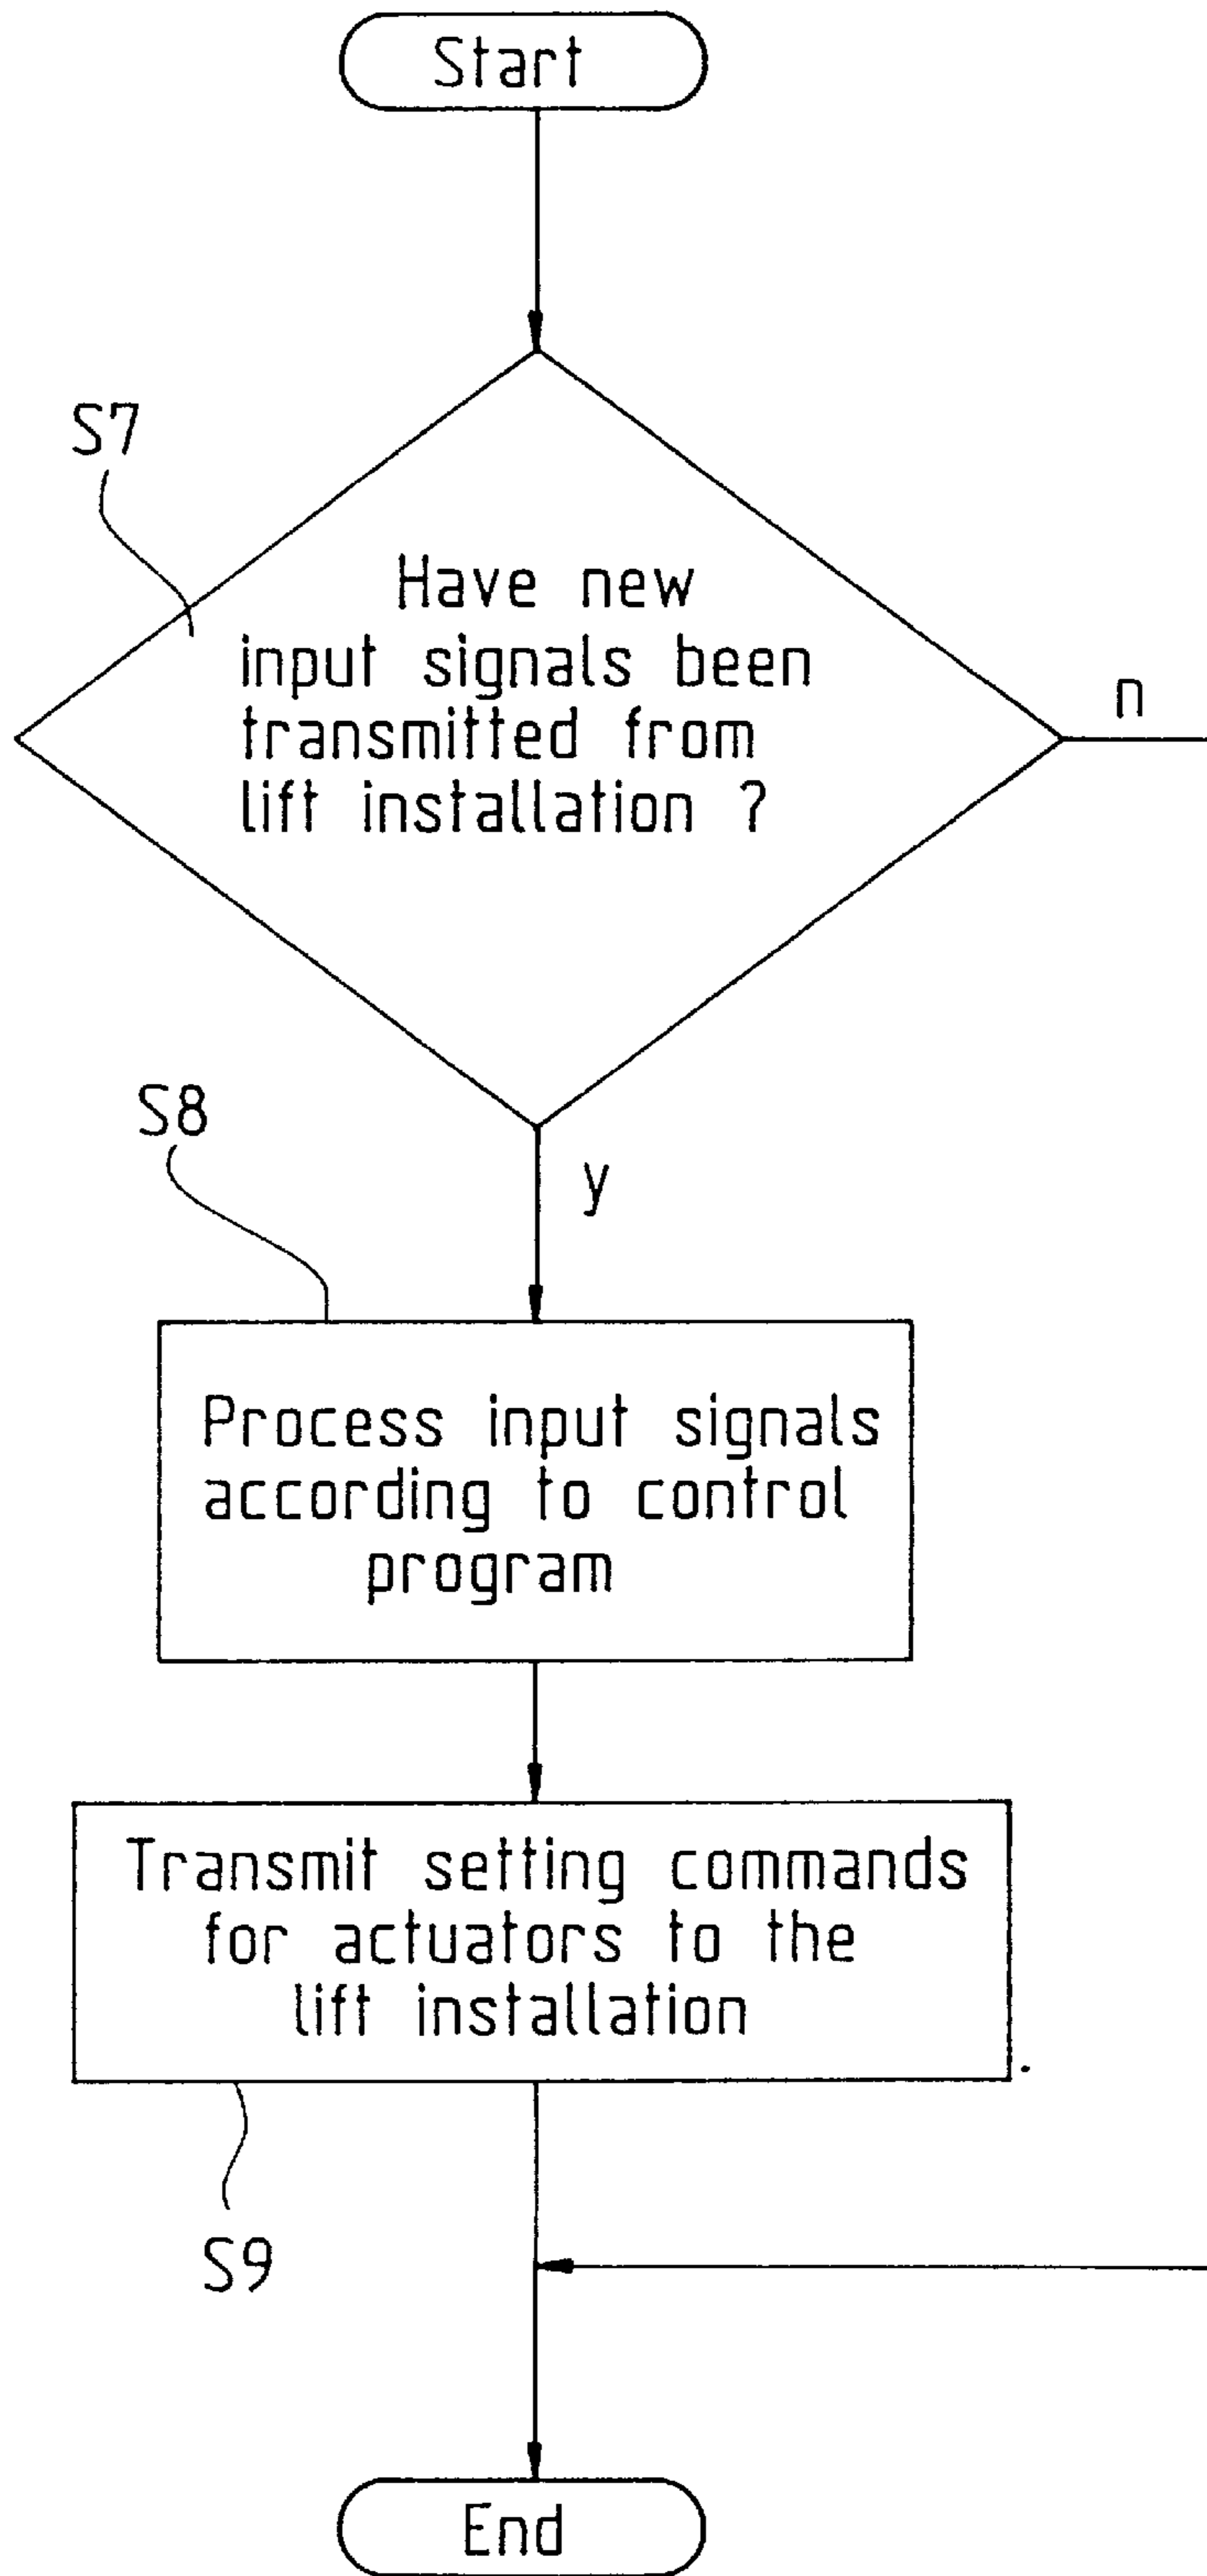 Start
S7
Have new
input signals been
transmitted from
lift installation ?
n
S8
y
Process input signals
according to control
program
Transmit setting commands
for actuators to the
lift installation
S9
End